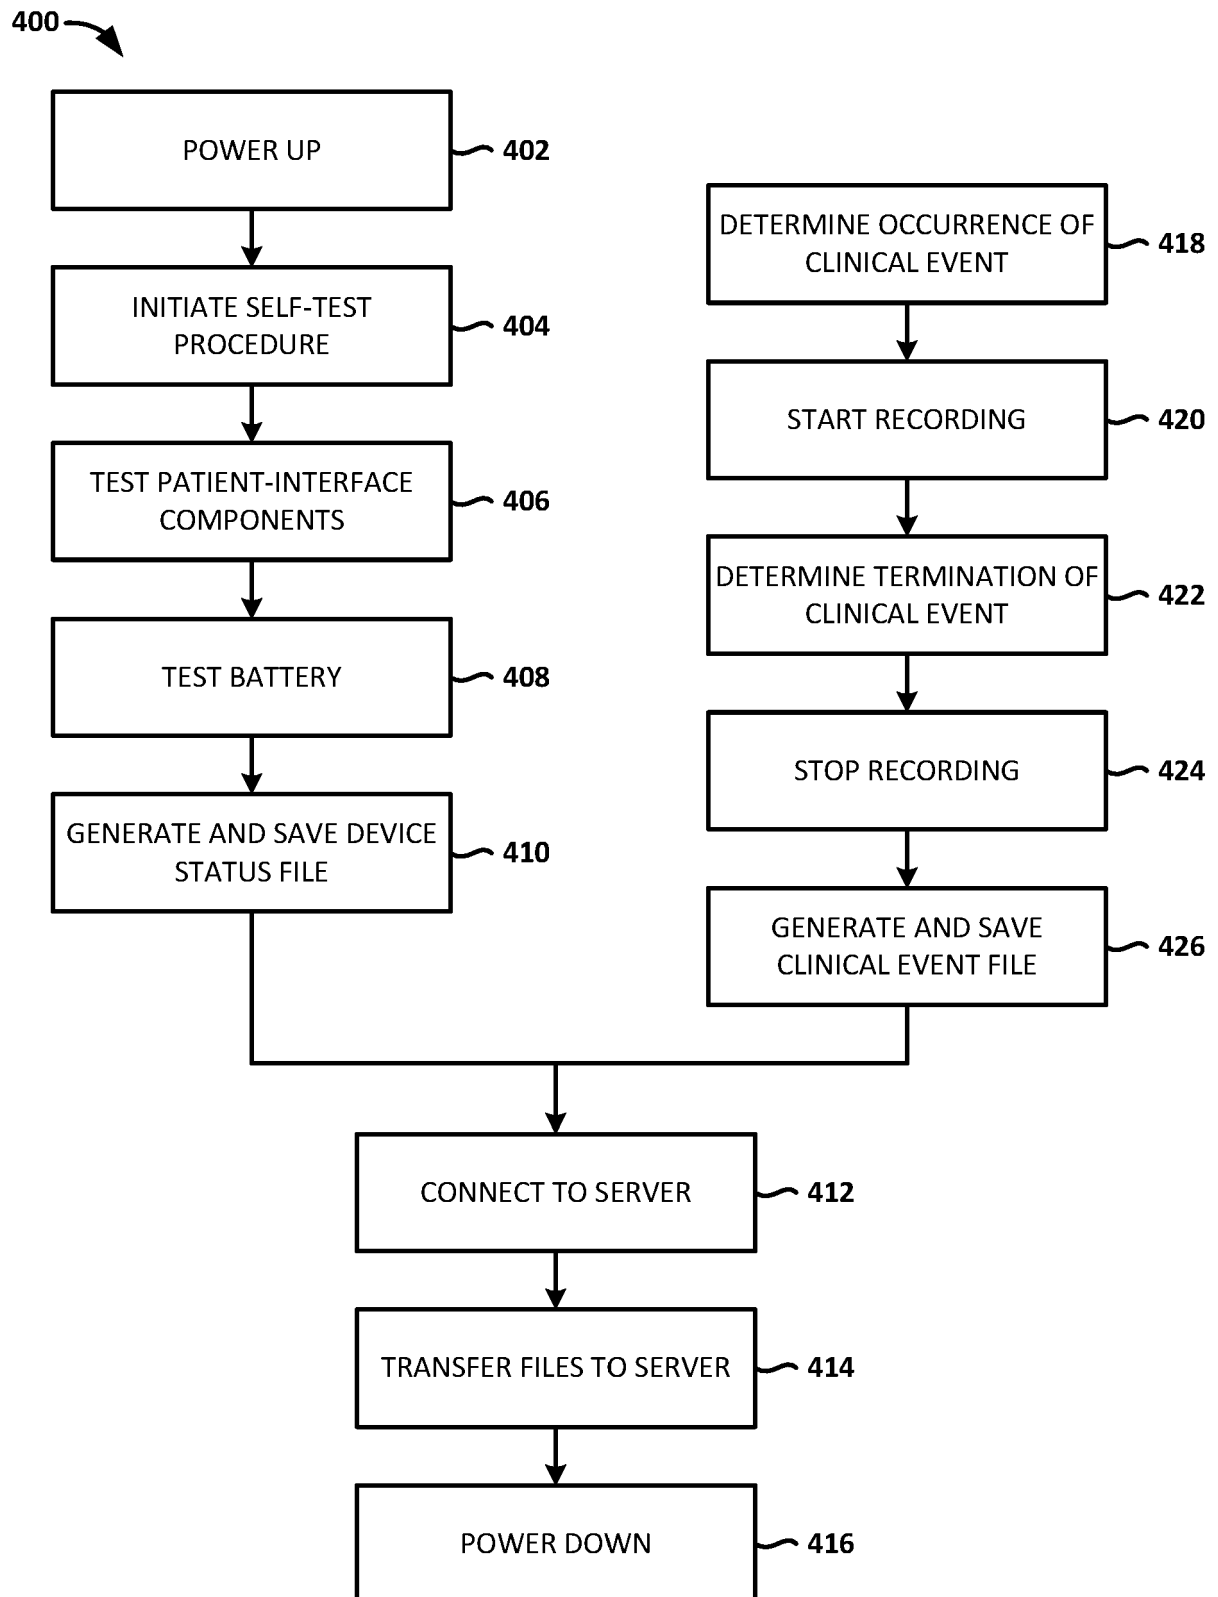 400
POWER UP
402
INITIATE SELF-TEST
PROCEDURE
404
TEST PATIENT-INTERFACE
COMPONENTS
406
TEST BATTERY
408
GENERATE AND SAVE DEVICE
STATUS FILE
410
DETERMINE OCCURRENCE OF
CLINICAL EVENT
418
START RECORDING
420
DETERMINE TERMINATION OF
CLINICAL EVENT
422
STOP RECORDING
424
GENERATE AND SAVE
CLINICAL EVENT FILE
426
CONNECT TO SERVER
412
TRANSFER FILES TO SERVER
414
POWER DOWN
416